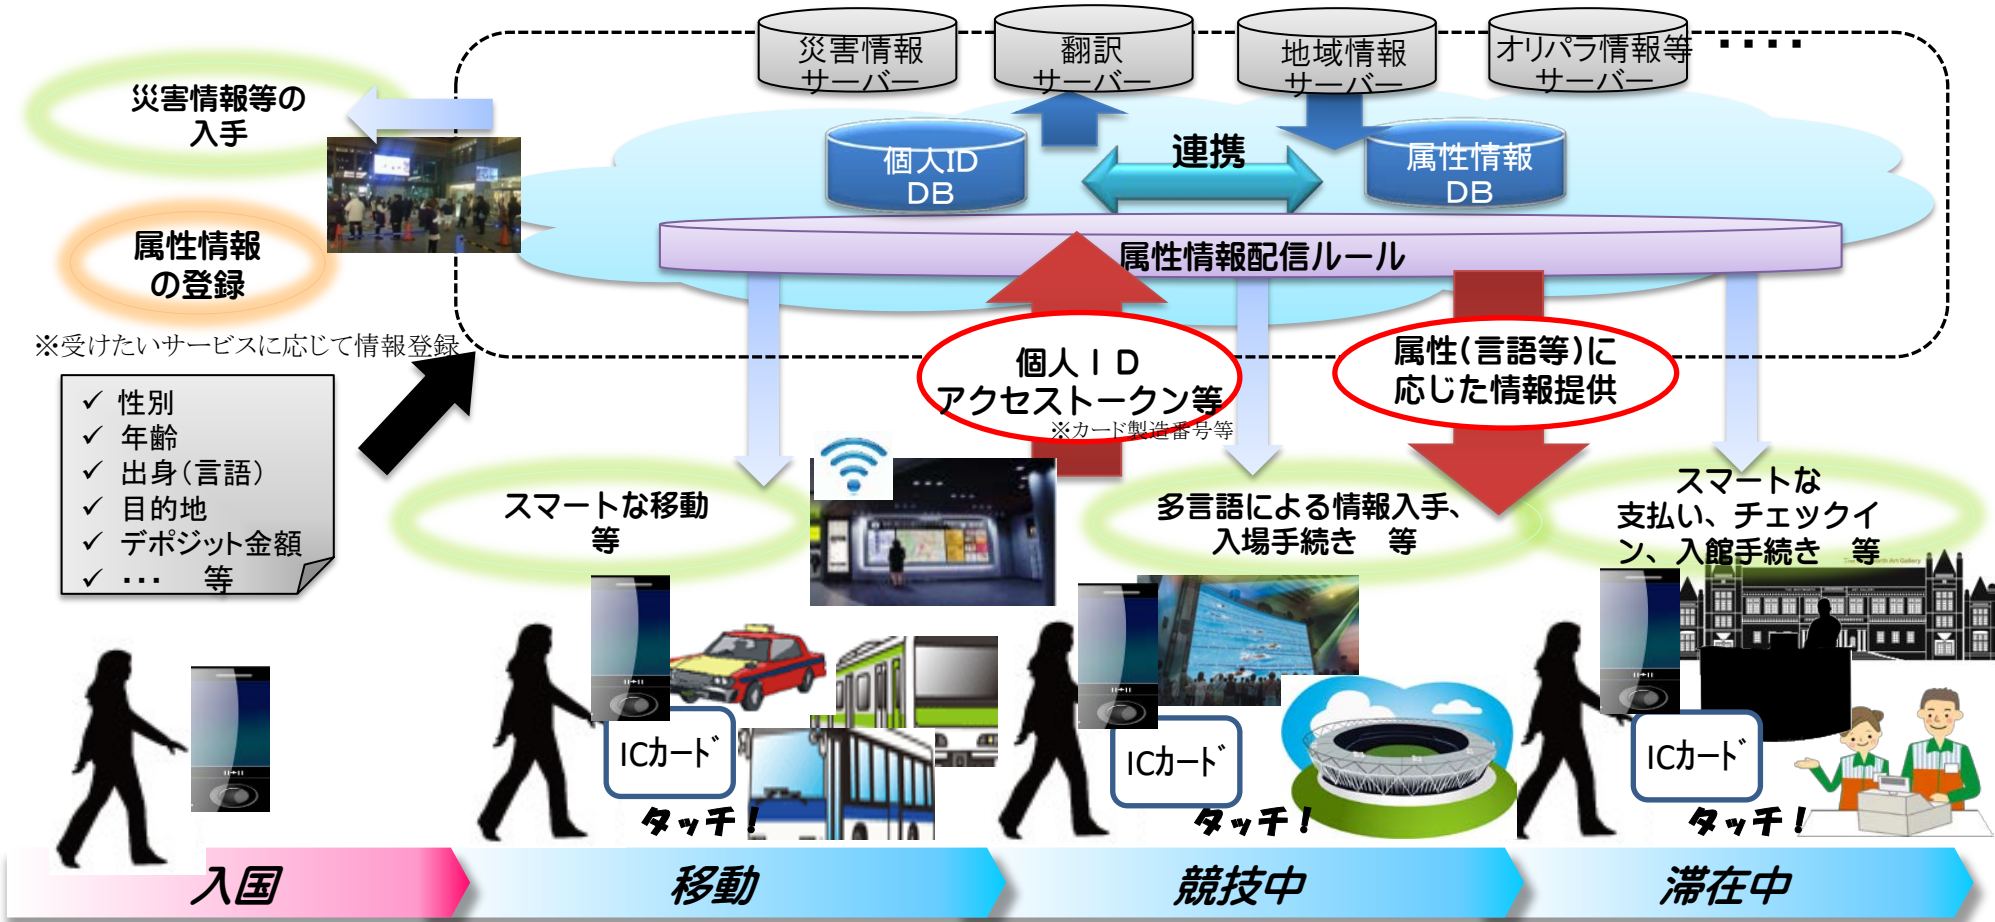 災害情報
サーバー
翻訳
サーバー
地域情報
サーバー
オリパラ情報等
サーバー
・・・・
災害情報等の
入手
個人ID
DB
連携
属性情報
DB
属性情報
の登録
属性情報配信ルール
※受けたいサービスに応じて情報登録
✓ 性別
✓ 年齢
✓ 出身(言語)
✓ 目的地
✓ デポジット金額
✓ ・・・ 等
個人ID
アクセストークン等
※カード製造番号等
属性(言語等)に
応じた情報提供
スマートな移動
等
多言語による情報入手、
入場手続き 等
スマートな
支払い、チェックイ
ン、入館手続き 等
ICカード
タッチ!
ICカード
タッチ!
ICカード
タッチ!
入国
移動
競技中
滞在中